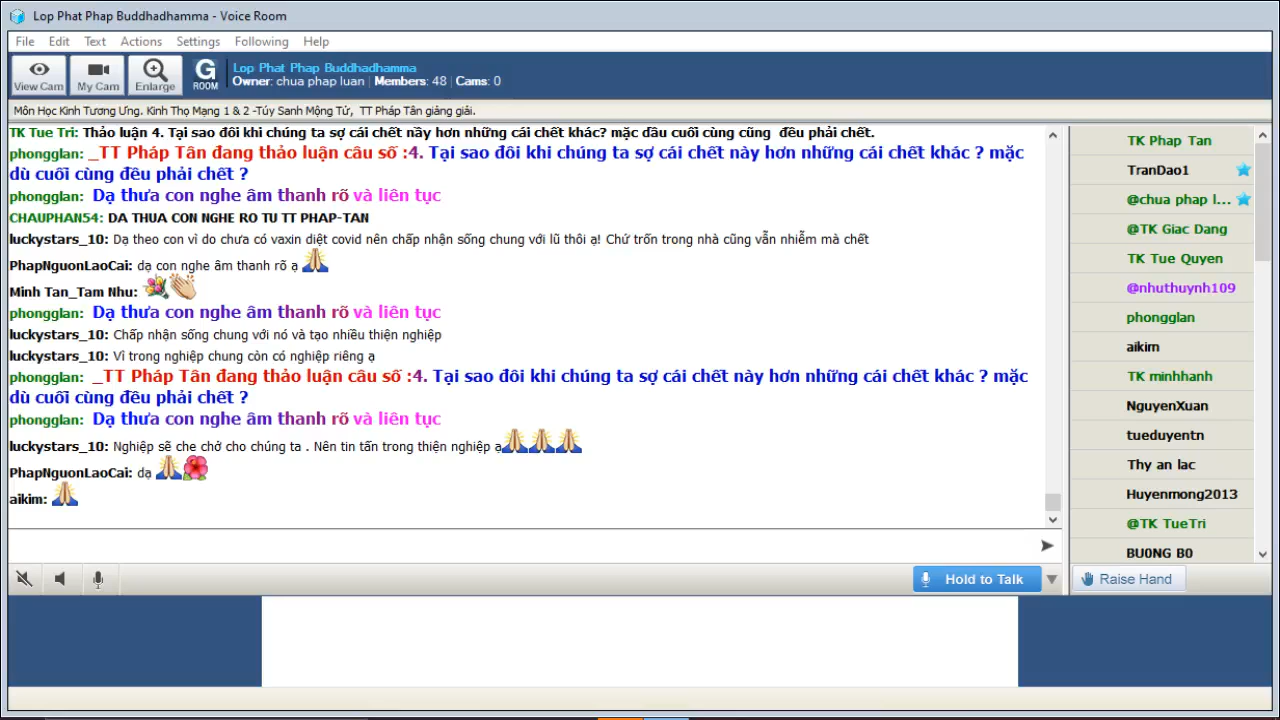 Lop Phat Phap Buddhadhamma - Voice Room
File Edit Text Actions Settings Following Help
View Cam My Cam Enlarge G ROOM
Lop Phat Phap Buddhadhamma
Owner: chua phap luan | Members: 48 | Cams: 0
Môn Học Kinh Tương Ưng. Kinh Thọ Mạng 1 & 2 -Túy Sanh Mộng Tử, TT Pháp Tân giảng giải.
TK Tue Tri: Thảo luận 4. Tại sao đôi khi chúng ta sợ cái chết nầy hơn những cái chết khác? mặc dầu cuối cùng cũng đều phải chết.
phongglan: _TT Pháp Tân đang thảo luận câu số :4. Tại sao đôi khi chúng ta sợ cái chết này hơn những cái chết khác ? mặc
dù cuối cùng đều phải chết ?
phongglan: Dạ thưa con nghe âm thanh rõ và liên tục
CHAUPHAN54: DA THUA CON NGHE RO TU TT PHAP-TAN
luckystars_10: Dạ theo con vì do chưa có vaxin diệt covid nên chấp nhận sống chung với lũ thôi ạ! Chứ trốn trong nhà cũng vẫn nhiễm mà chết
PhapNguonLaoCai: dạ con nghe âm thanh rõ ạ
Minh Tan_Tam Nhu:
phongglan: Dạ thưa con nghe âm thanh rõ và liên tục
luckystars_10: Chấp nhận sống chung với nó và tạo nhiều thiện nghiệp
luckystars_10: Vì trong nghiệp chung còn có nghiệp riêng ạ
phongglan: _TT Pháp Tân đang thảo luận câu số :4. Tại sao đôi khi chúng ta sợ cái chết này hơn những cái chết khác ? mặc
dù cuối cùng đều phải chết ?
phongglan: Dạ thưa con nghe âm thanh rõ và liên tục
luckystars_10: Nghiệp sẽ che chở cho chúng ta . Nên tin tấn trong thiện nghiệp ạ
PhapNguonLaoCai: dạ
aikim:
TK Phap Tan
TranDao1
@chua phap l...
@TK Giac Dang
TK Tue Quyen
@nhuthuynh109
phongglan
aikim
TK minhhanh
NguyenXuan
tueduyentn
Thy an lac
Huyenmong2013
@TK TueTri
BU0NG B0
Hold to Talk
Raise Hand